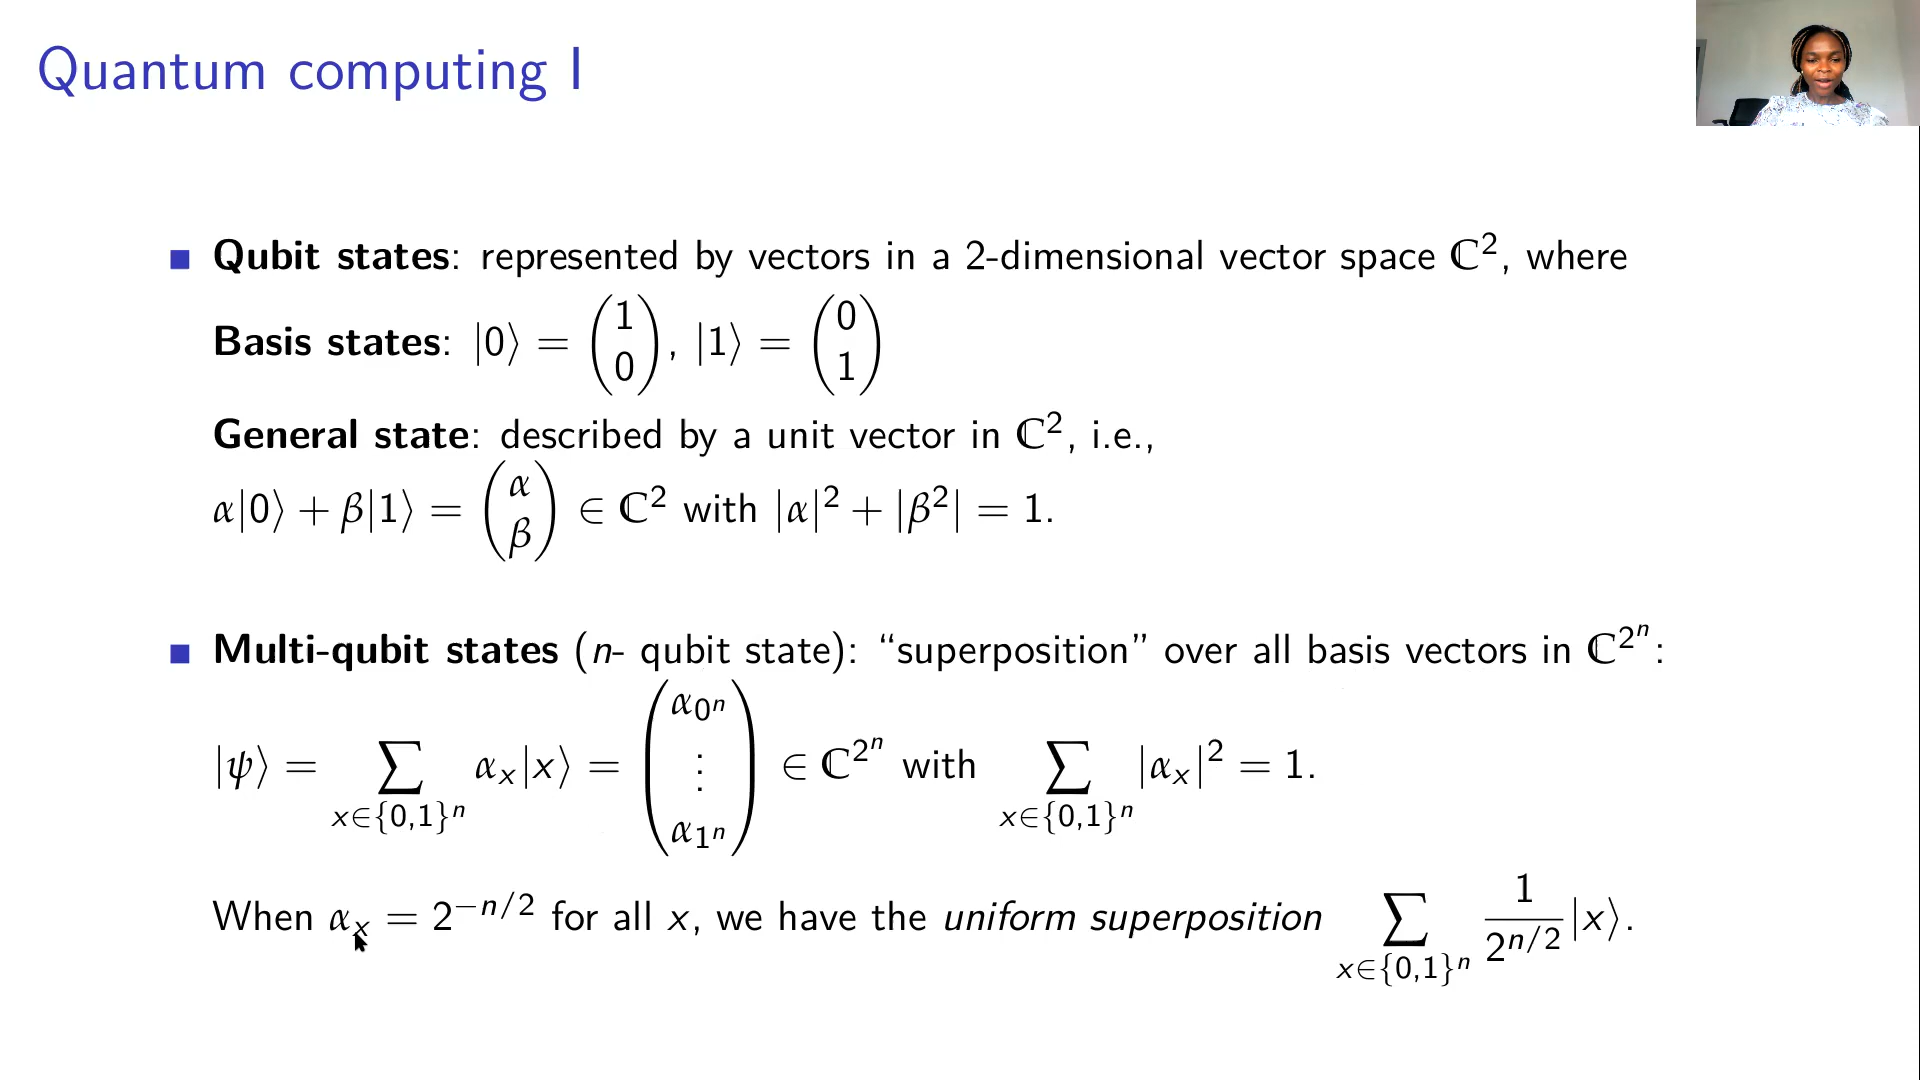 Quantum computing I
■ Qubit states: represented by vectors in a 2-dimensional vector space ℂ², where
Basis states: |0⟩ = (1 0), |1⟩ = (0 1)
General state: described by a unit vector in ℂ², i.e.,
α|0⟩ + β|1⟩ = (α β) ∈ ℂ² with |α|² + |β²| = 1.
■ Multi-qubit states (n- qubit state): “superposition” over all basis vectors in ℂ^{2^n}:
|ψ⟩ = ∑_{x∈{0,1}^n} α_x|x⟩ = (α_{0^n} ⋮ α_{1^n}) ∈ ℂ^{2^n} with ∑_{x∈{0,1}^n} |α_x|² = 1.
When α_x = 2^{−n/2} for all x, we have the uniform superposition ∑_{x∈{0,1}^n} 1/2^{n/2} |x⟩.